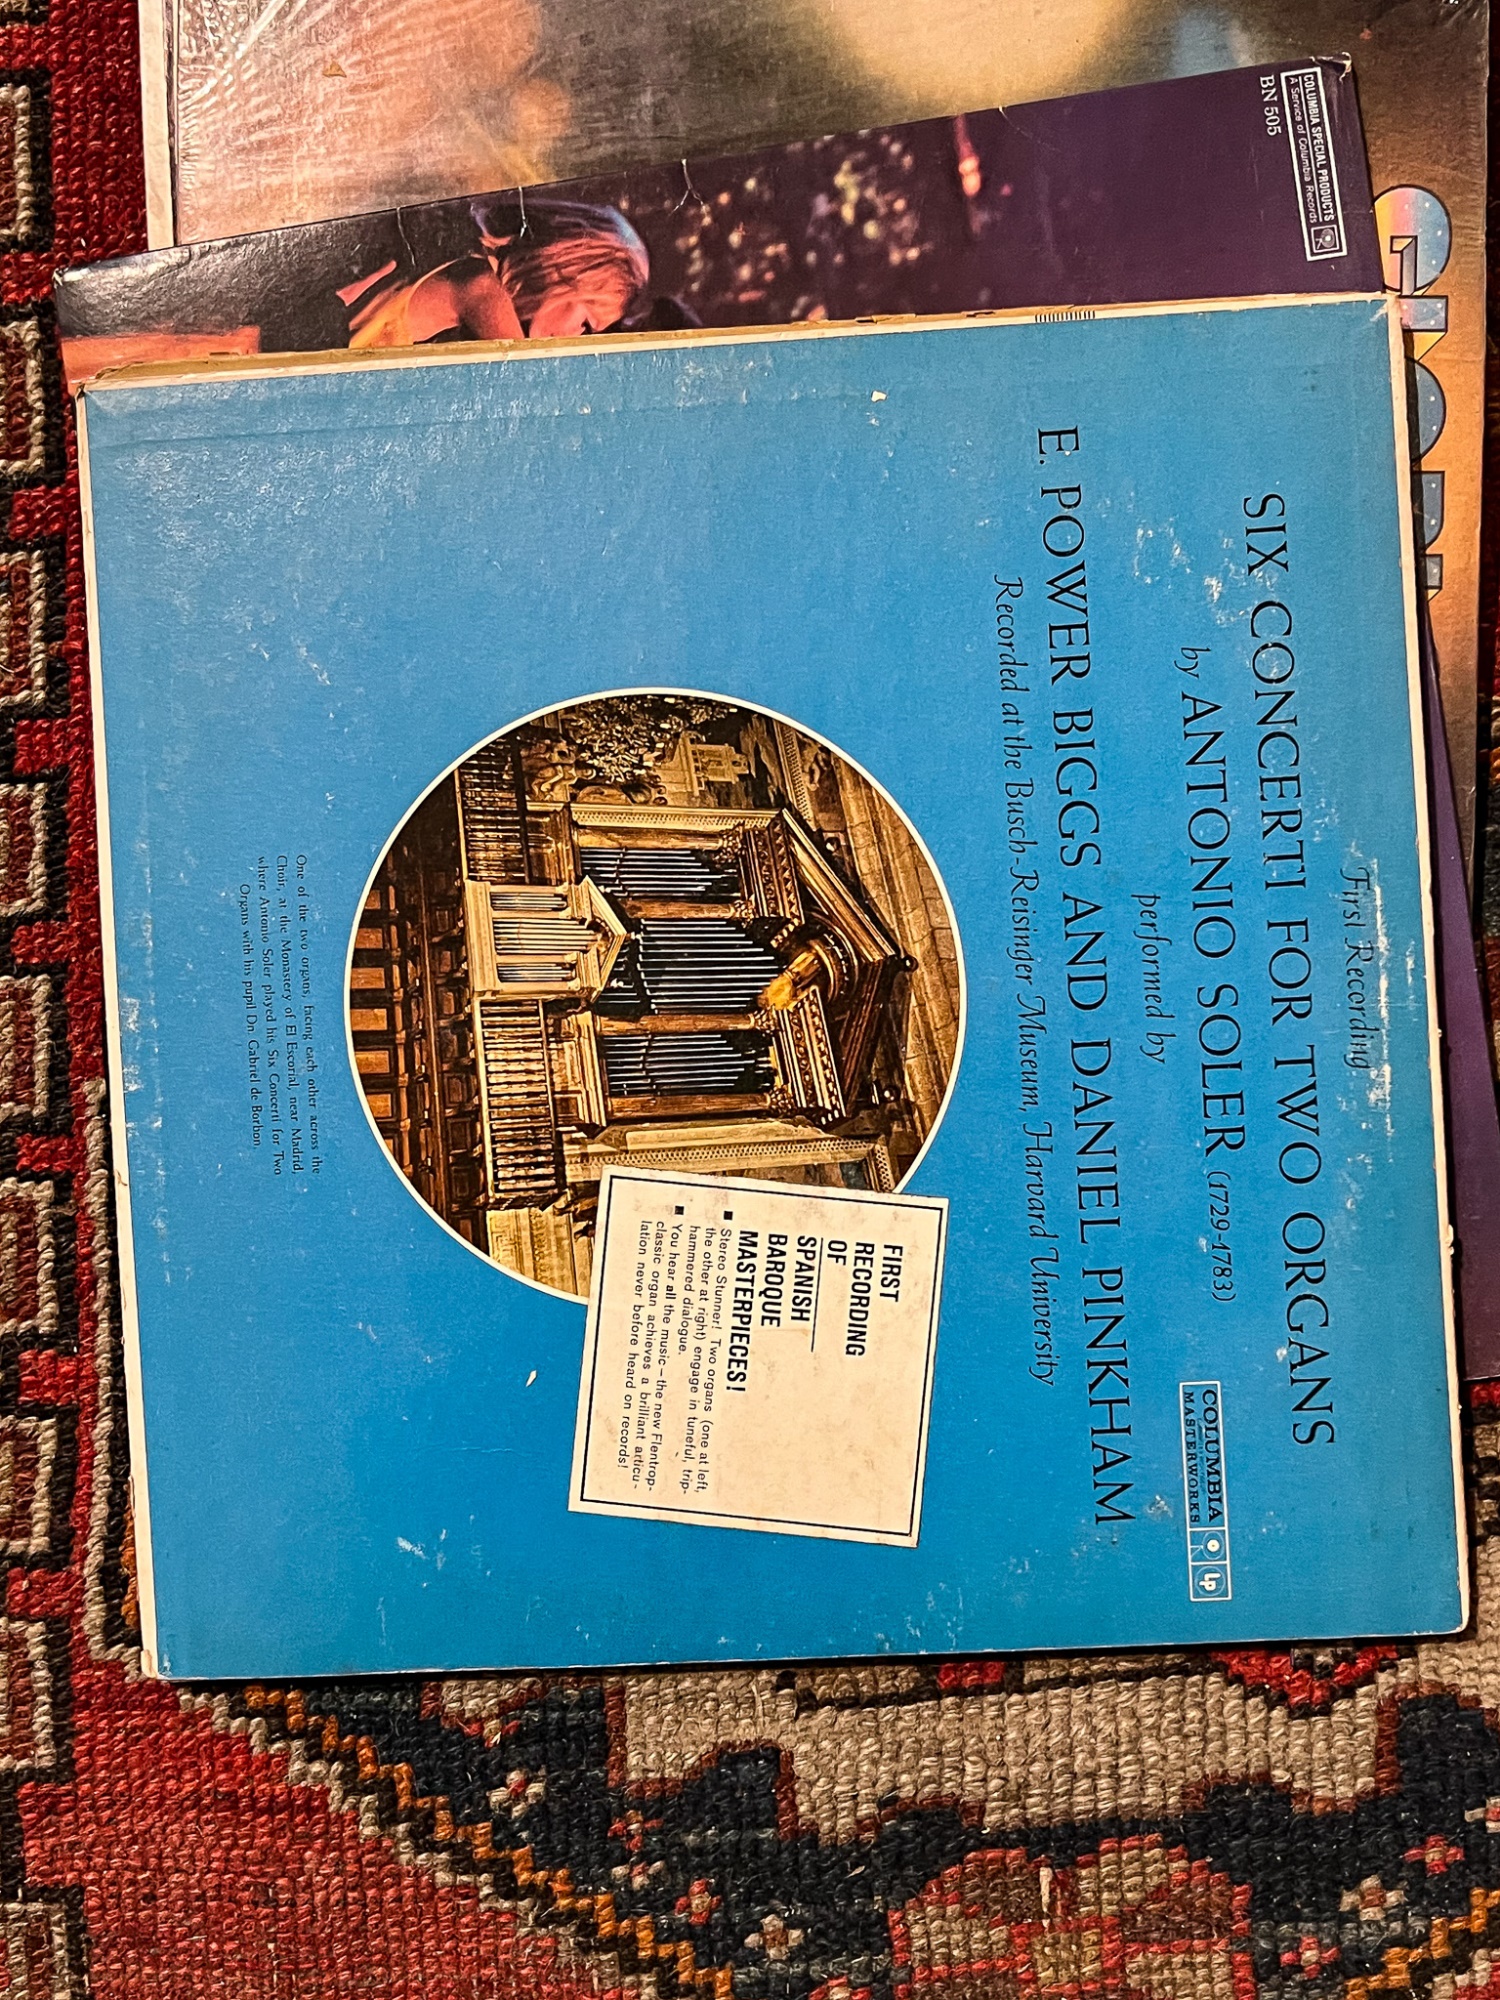 First Recording
SIX CONCERTI FOR TWO ORGANS
by ANTONIO SOLER (1729-1783)
performed by
E. POWER BIGGS AND DANIEL PINKHAM
Recorded at the Busch-Reisinger Museum, Harvard University
COLUMBIA
MASTERWORKS
Lp
FIRST
RECORDING
OF
SPANISH
BAROQUE
MASTERPIECES!
■ Stereo Stunner! Two organs (one at left,
the other at right) engage in tuneful, trip-
hammered dialogue.
■ You hear all the music – the new Flentrop-
classic organ achieves a brilliant articu-
lation never before heard on records!
One of the two organs, facing each other across the
Choir, at the Monastery of El Escorial, near Madrid,
where Antonio Soler played his Six Concerti for Two
Organs with his pupil Dn. Gabriel de Borbon.
COLUMBIA SPECIAL PRODUCTS
A Service of Columbia Records
BN 505